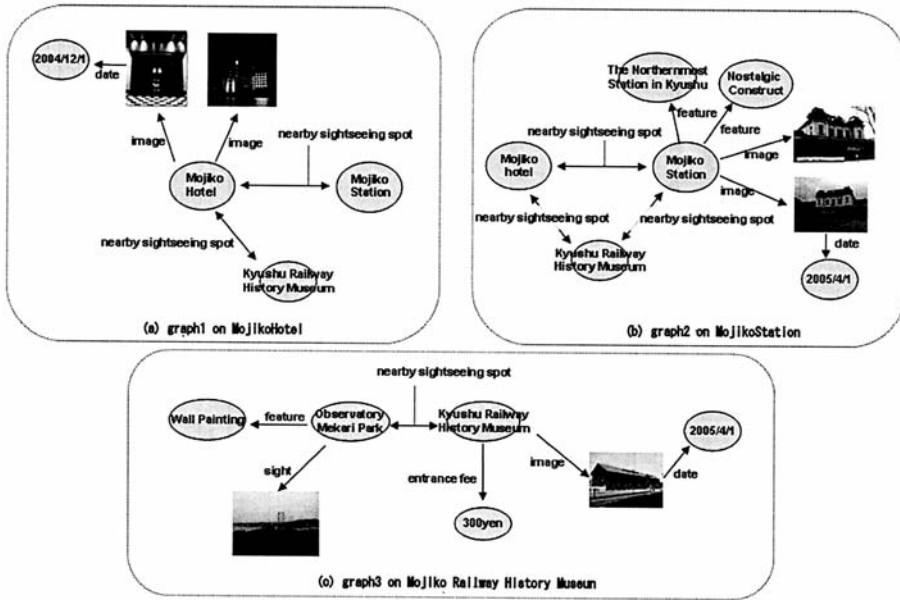 2004/12/1
date
image
image
nearby sightseeing spot
Mojiko
Hotel
Mojiko
Station
nearby sightseeing spot
Kyushu Railway
History Museum
(a) graph1 on MojikoHotel
The Northernmost
Station in Kyushu
Nostalgic
Construct
feature
feature
nearby sightseeing spot
Mojiko
hotel
Mojiko
Station
image
image
nearby sightseeing spot
nearby sightseeing spot
Kyushu Railway
History Museum
date
2005/4/1
(b) graph2 on MojikoStation
nearby sightseeing spot
Wall Painting
feature
Observatory
Mekari Park
Kyushu Railway
History Museum
2005/4/1
sight
entrance fee
image
date
300yen
(c) graph3 on Mojiko Railway History Museum